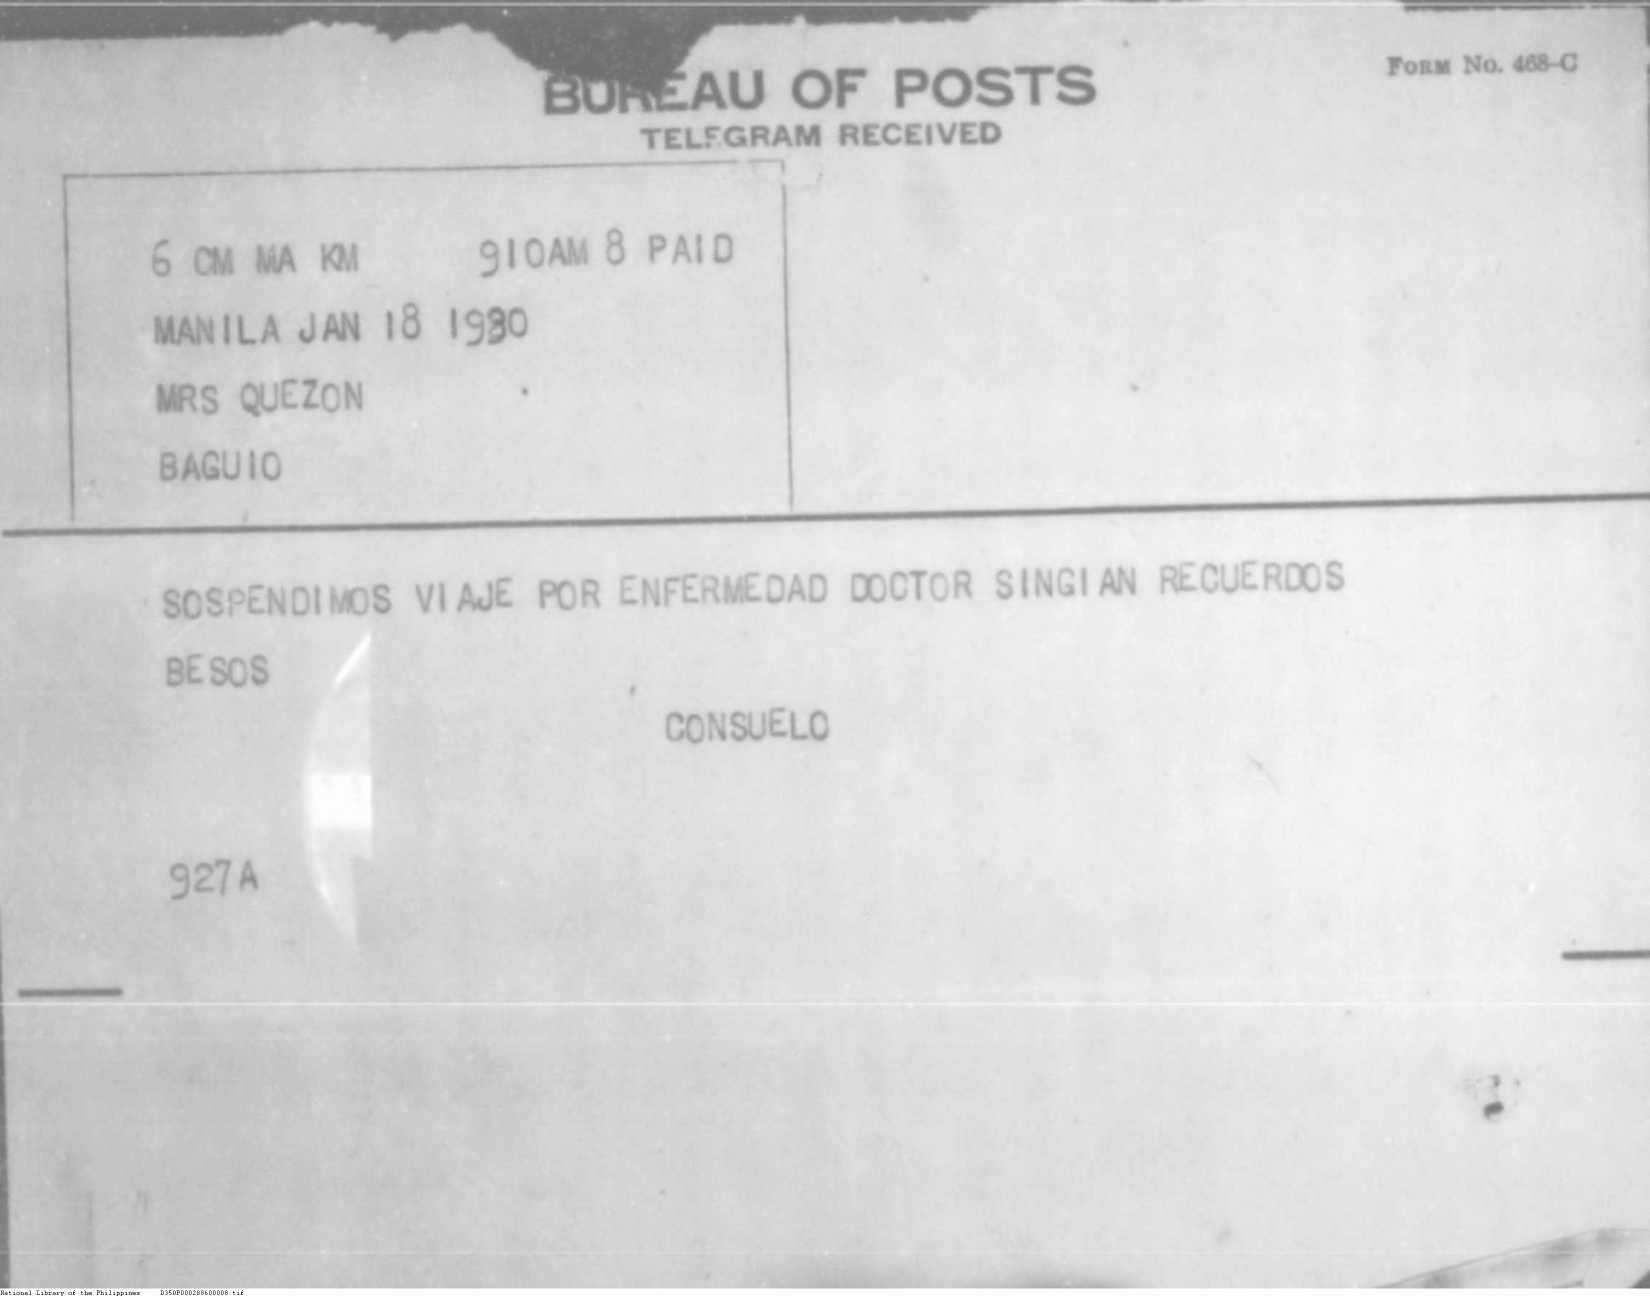 FORM NO. 468-C
BUREAU OF POSTS
TELEGRAM RECEIVED
6 CM MA KM 910AM 8 PAID
MANILA JAN 18 1930
MRS QUEZON
BAGUIO
SOSPENDIMOS VIAJE POR ENFERMEDAD DOCTOR SINGIAN RECUERDOS
BESOS
CONSUELO
927A
National Library of the Philippines D350P000288600008.tif